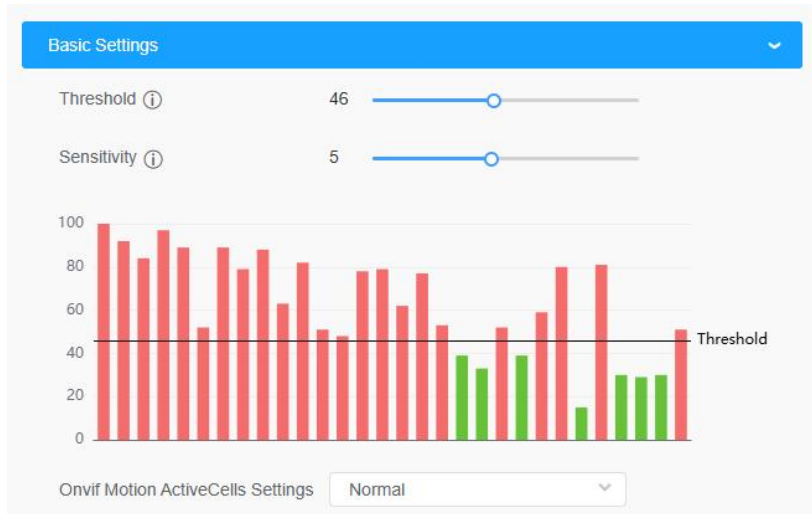 Basic Settings
Threshold 46
Sensitivity 5
100
80
60
Threshold
40
20
0
Onvif Motion ActiveCells Settings Normal